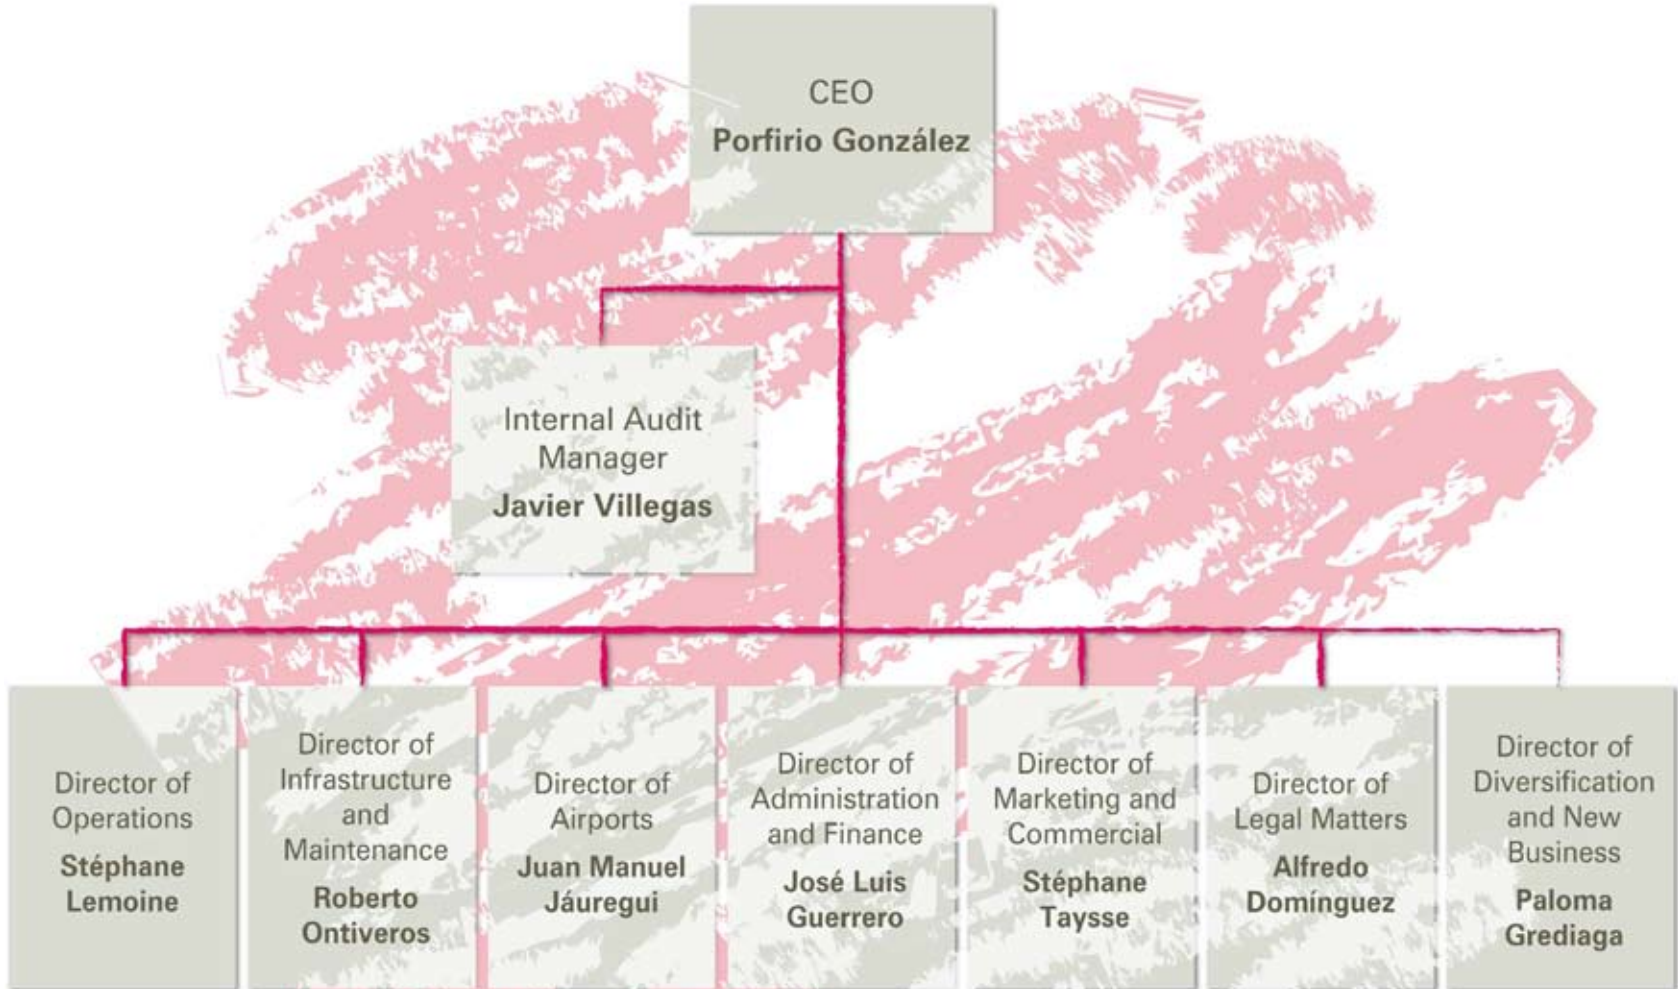 CEO
Porfirio González
Internal Audit
Manager
Javier Villegas
Director of
Operations
Stéphane
Lemoine
Director of
Infrastructure
and
Maintenance
Roberto
Ontiveros
Director of
Airports
Juan Manuel
Jáuregui
Director of
Administration
and Finance
José Luis
Guerrero
Director of
Marketing and
Commercial
Stéphane
Taysse
Director of
Legal Matters
Alfredo
Domínguez
Director of
Diversification
and New
Business
Paloma
Grediaga